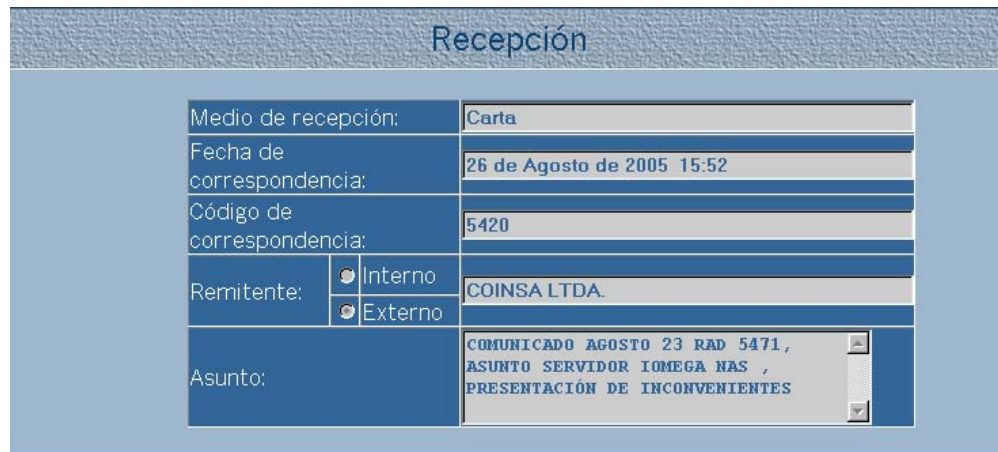 Recepción
Medio de recepción:
Carta
Fecha de
correspondencia:
26 de Agosto de 2005 15:52
Código de
correspondencia:
5420
Remitente:
Interno
Externo
COINSA LTDA.
Asunto:
COMUNICADO AGOSTO 23 RAD 5471,
ASUNTO SERVIDOR IOMEGA NAS ,
PRESENTACIÓN DE INCONVENIENTES